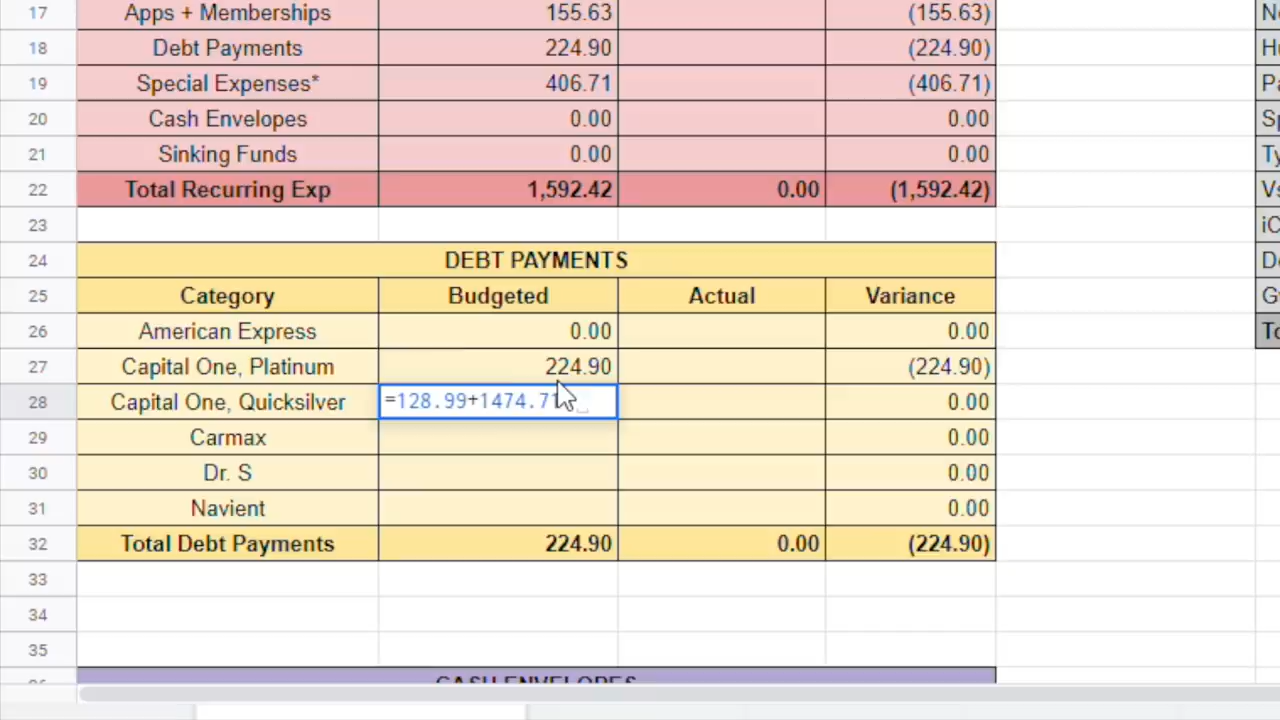 17 Apps + Memberships 155.63 (155.63)
18 Debt Payments 224.90 (224.90)
19 Special Expenses* 406.71 (406.71)
20 Cash Envelopes 0.00 0.00
21 Sinking Funds 0.00 0.00
22 Total Recurring Exp 1,592.42 0.00 (1,592.42)
23
24 DEBT PAYMENTS
25 Category Budgeted Actual Variance
26 American Express 0.00 0.00
27 Capital One, Platinum 224.90 (224.90)
28 Capital One, Quicksilver =128.99+1474.71 0.00
29 Carmax 0.00
30 Dr. S 0.00
31 Navient 0.00
32 Total Debt Payments 224.90 0.00 (224.90)
33
34
35
CASH ENVELOPES